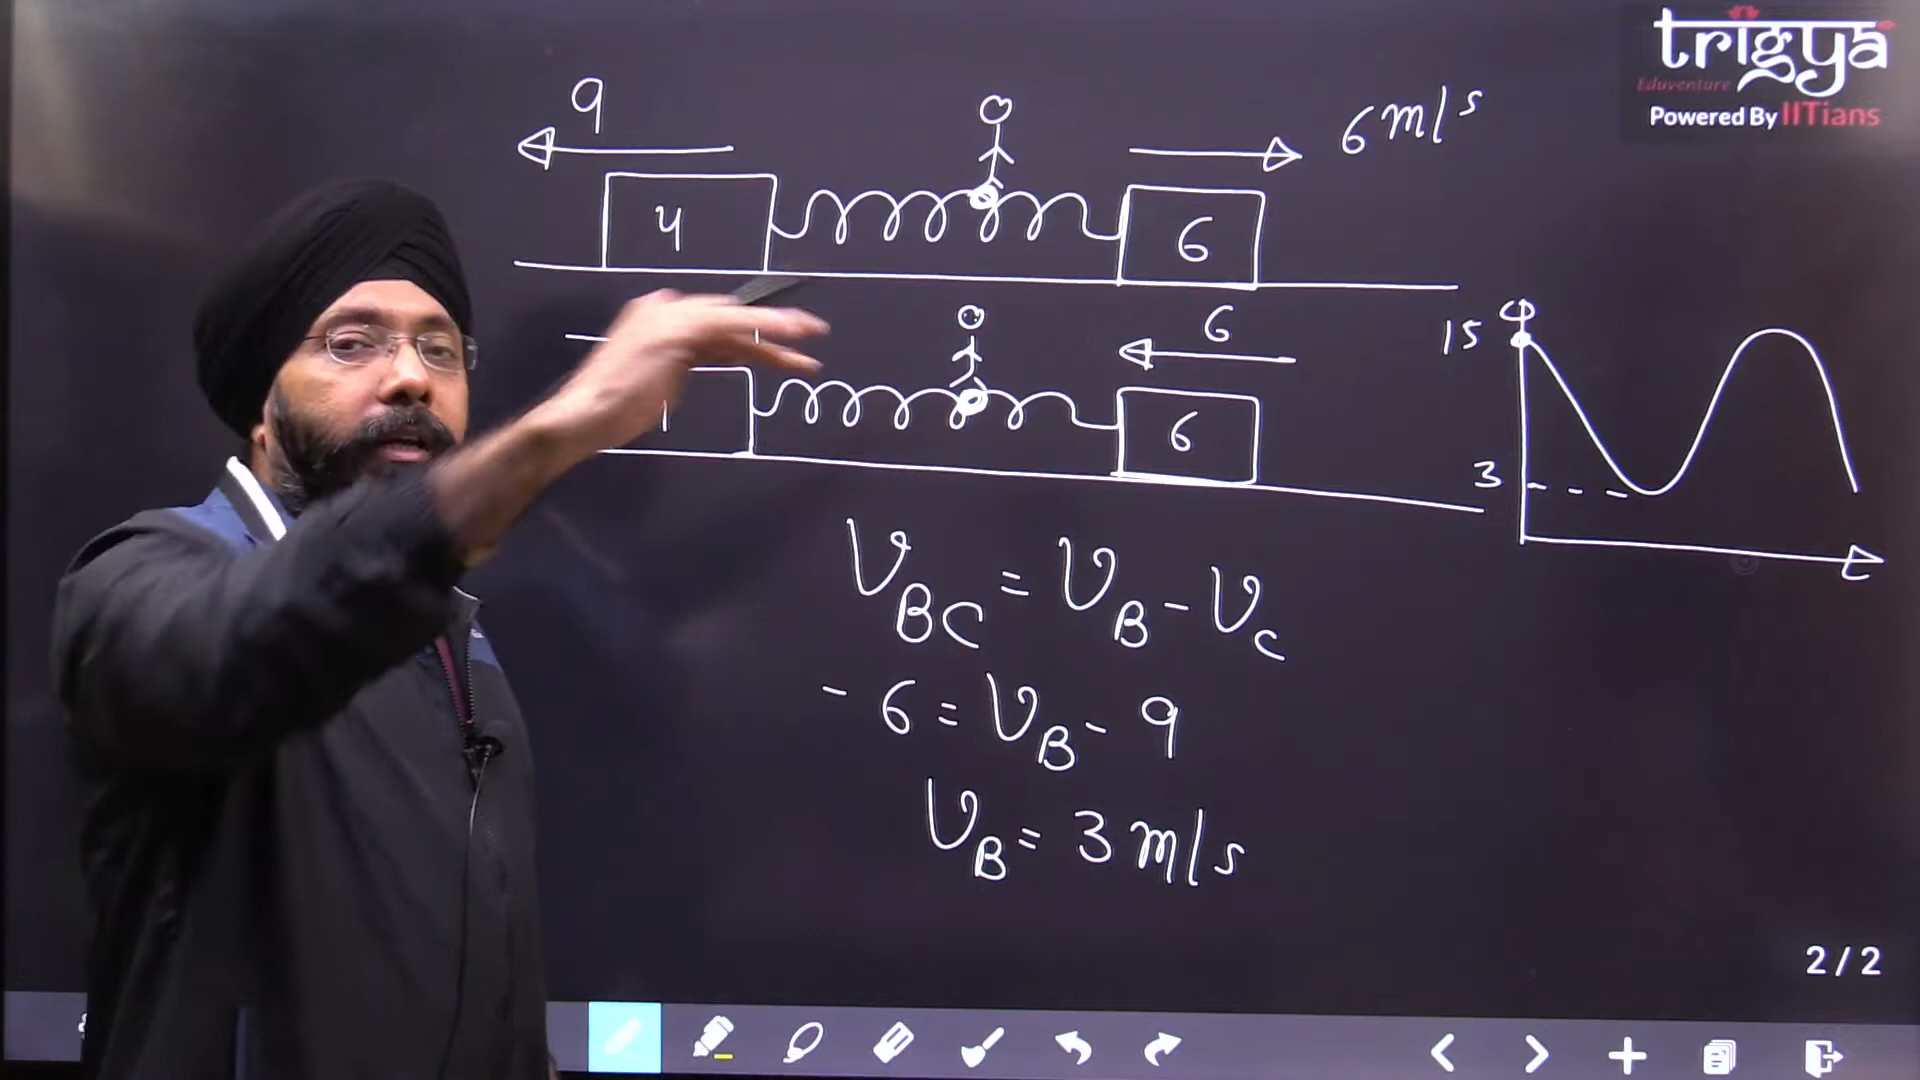 trigya
Eduventure
Powered By IITians
9
6 m/s
4
6
6
6
15
3
t
V_BC = V_B - V_C
- 6 = V_B - 9
V_B = 3 m/s
2 / 2